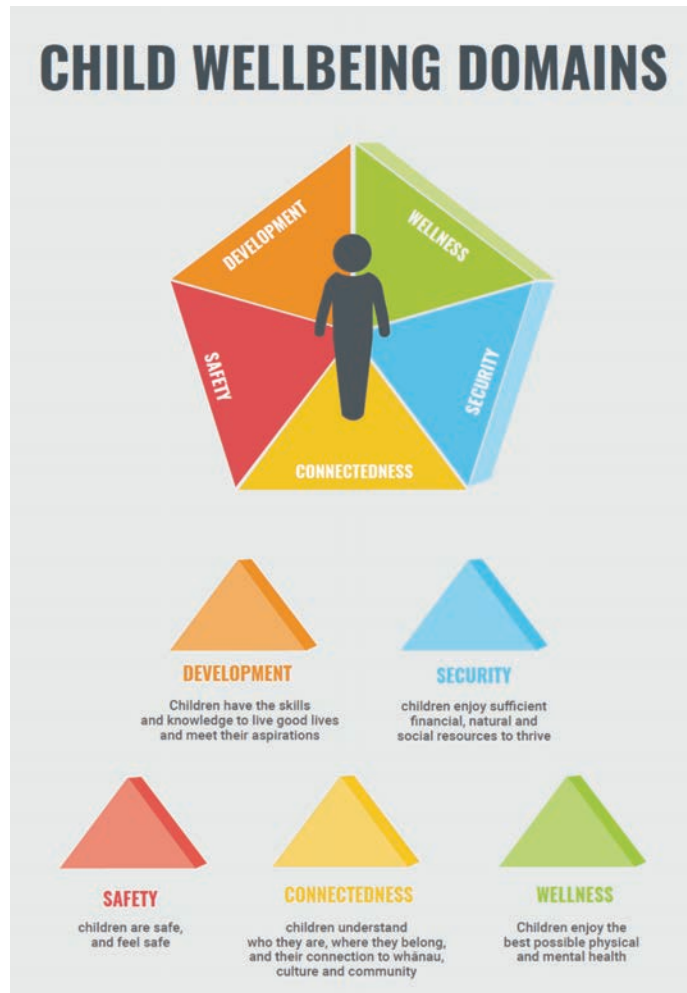 CHILD WELLBEING DOMAINS
DEVELOPMENT
WELLNESS
SAFETY
SECURITY
CONNECTEDNESS
DEVELOPMENT
Children have the skills
and knowledge to live good lives
and meet their aspirations
SECURITY
children enjoy sufficient
financial, natural and
social resources to thrive
SAFETY
children are safe,
and feel safe
CONNECTEDNESS
children understand
who they are, where they belong,
and their connection to whānau,
culture and community
WELLNESS
Children enjoy the
best possible physical
and mental health